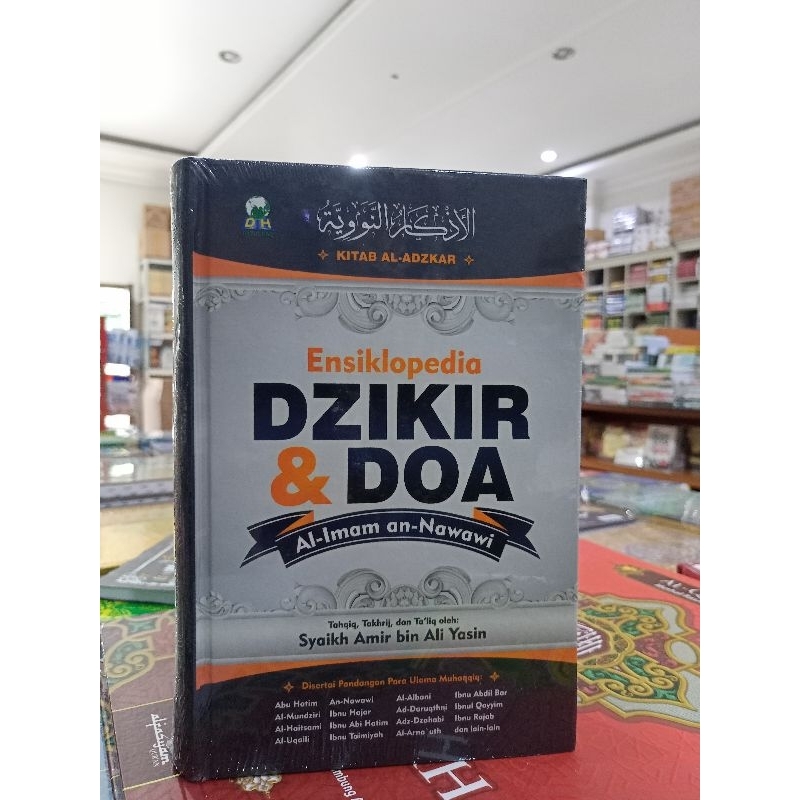 الأذكار النووية
KITAB AL-ADZKAR
DH
Ensiklopedia
DZIKIR
& DOA
Al-Imam an-Nawawi
Tahqiq, Takhrij, dan Ta'liq oleh:
Syaikh Amir bin Ali Yasin
Disertai Pandangan Para Ulama Muhaqqiq:
Abu Hatim An-Nawawi Al-Albani Ibnu Abdil Bar
Al-Mundziri Ibnu Hajar Ad-Daruqthni Ibnul Qayyim
Al-Haitsami Ibnu Abi Hatim Adz-Dzahabi Ibnu Rajab
Al-Uqaili Ibnu Taimiyah Al-Arna`uth dan lain-lain
alfasyam